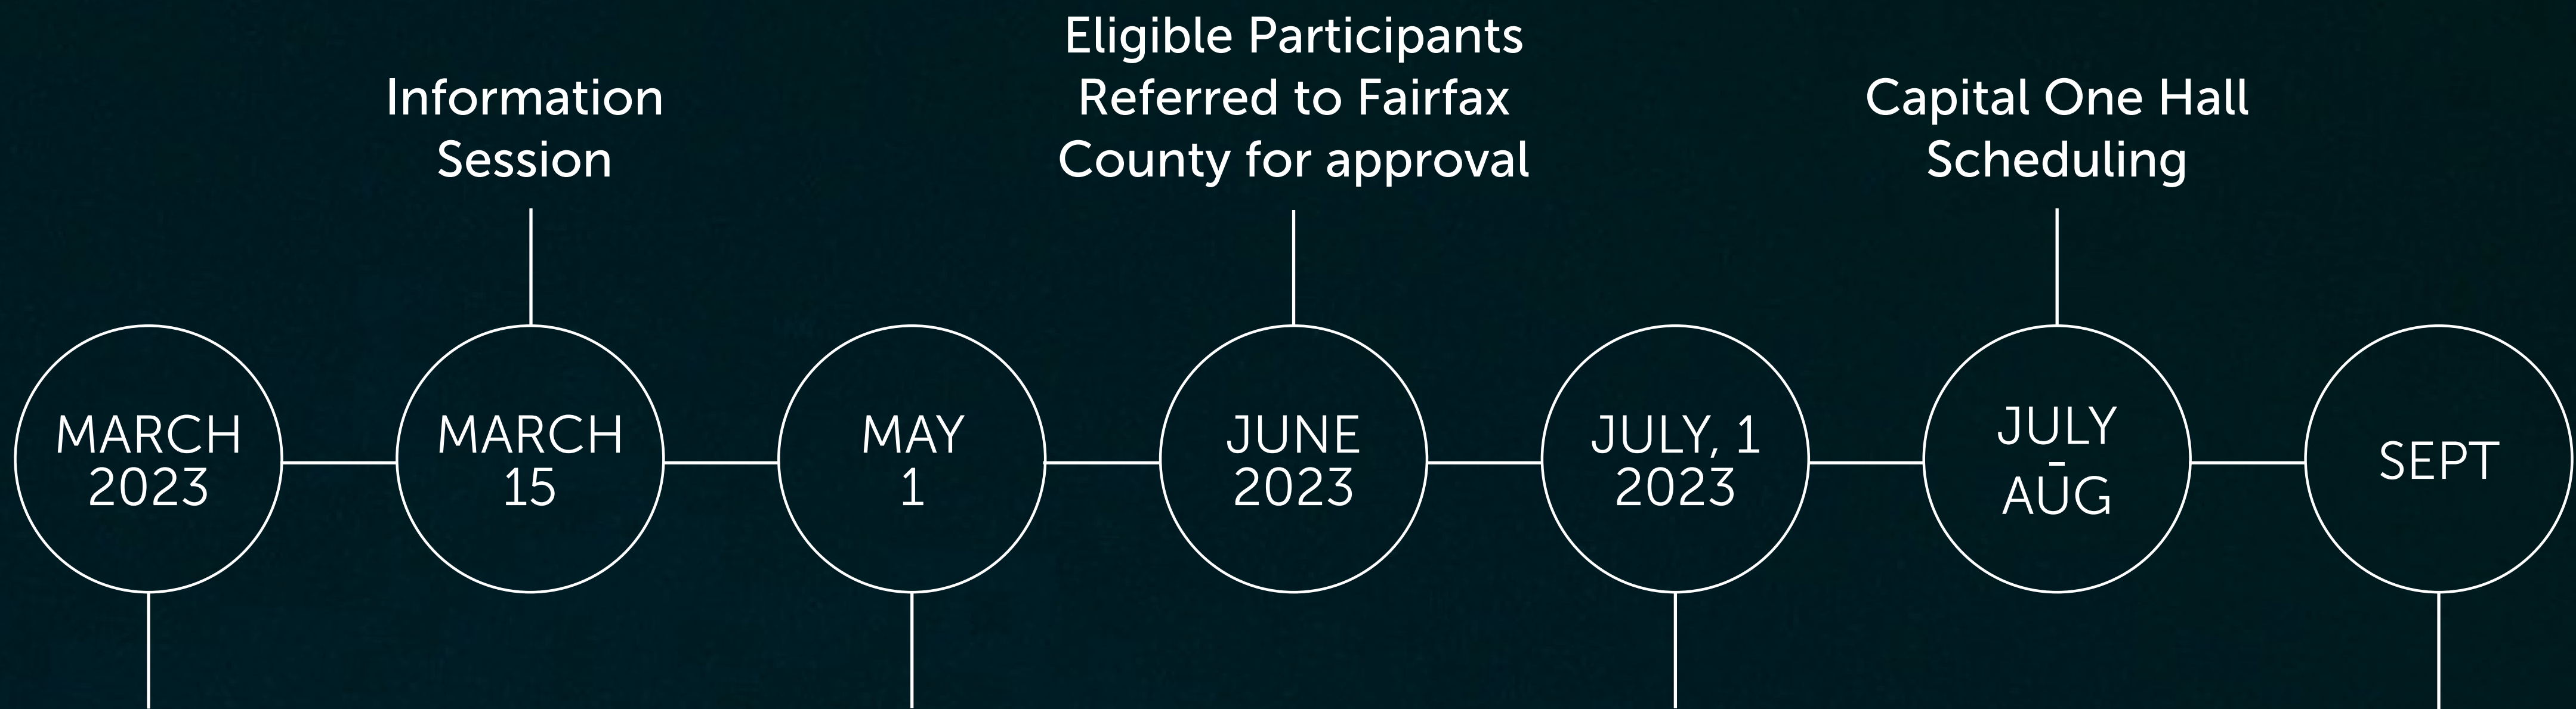 Eligible Participants
Referred to Fairfax
County for approval
Information
Session
Capital One Hall
Scheduling
MARCH
2023
MARCH
15
MAY
1
JUNE
2023
JULY, 1
2023
JULY
-
AUG
SEPT